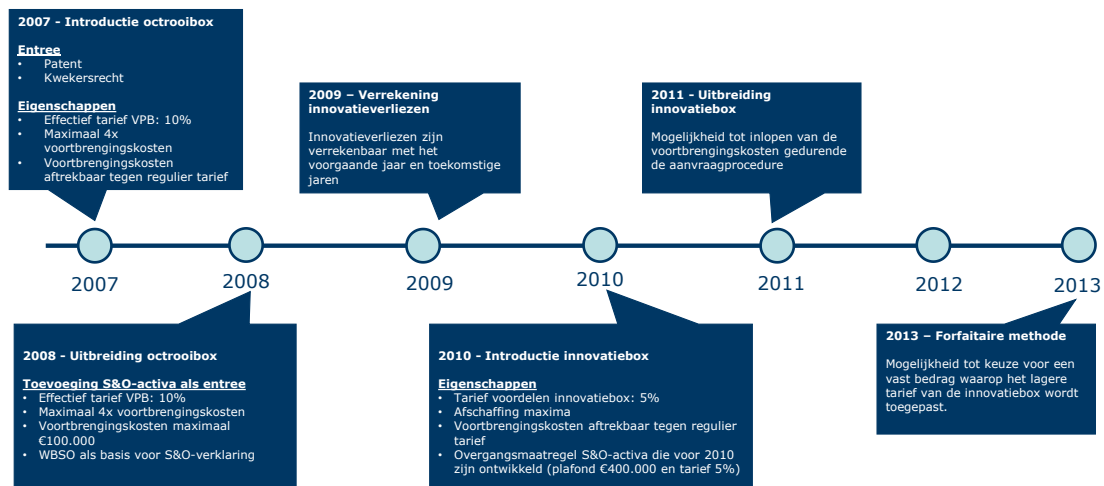 2007 - Introductie octrooibox
Entree
• Patent
• Kwekersrecht
Eigenschappen
• Effectief tarief VPB: 10%
• Maximaal 4x
voortbrengingskosten
• Voortbrengingskosten
aftrekbaar tegen regulier tarief
2009 – Verrekening
innovatieverliezen
Innovatieverliezen zijn
verrekenbaar met het
voorgaande jaar en toekomstige
jaren
2011 - Uitbreiding
innovatiebox
Mogelijkheid tot inlopen van de
voortbrengingskosten gedurende
de aanvraagprocedure
2007
2008
2009
2010
2011
2012
2013
2008 - Uitbreiding octrooibox
Toevoeging S&O-activa als entree
• Effectief tarief VPB: 10%
• Maximaal 4x voortbrengingskosten
• Voortbrengingskosten maximaal
€100.000
• WBSO als basis voor S&O-verklaring
2010 - Introductie innovatiebox
Eigenschappen
• Tarief voordelen innovatiebox: 5%
• Afschaffing maxima
• Voortbrengingskosten aftrekbaar tegen regulier
tarief
• Overgangsmaatregel S&O-activa die voor 2010
zijn ontwikkeld (plafond €400.000 en tarief 5%)
2013 – Forfaitaire methode
Mogelijkheid tot keuze voor een
vast bedrag waarop het lagere
tarief van de innovatiebox wordt
toegepast.